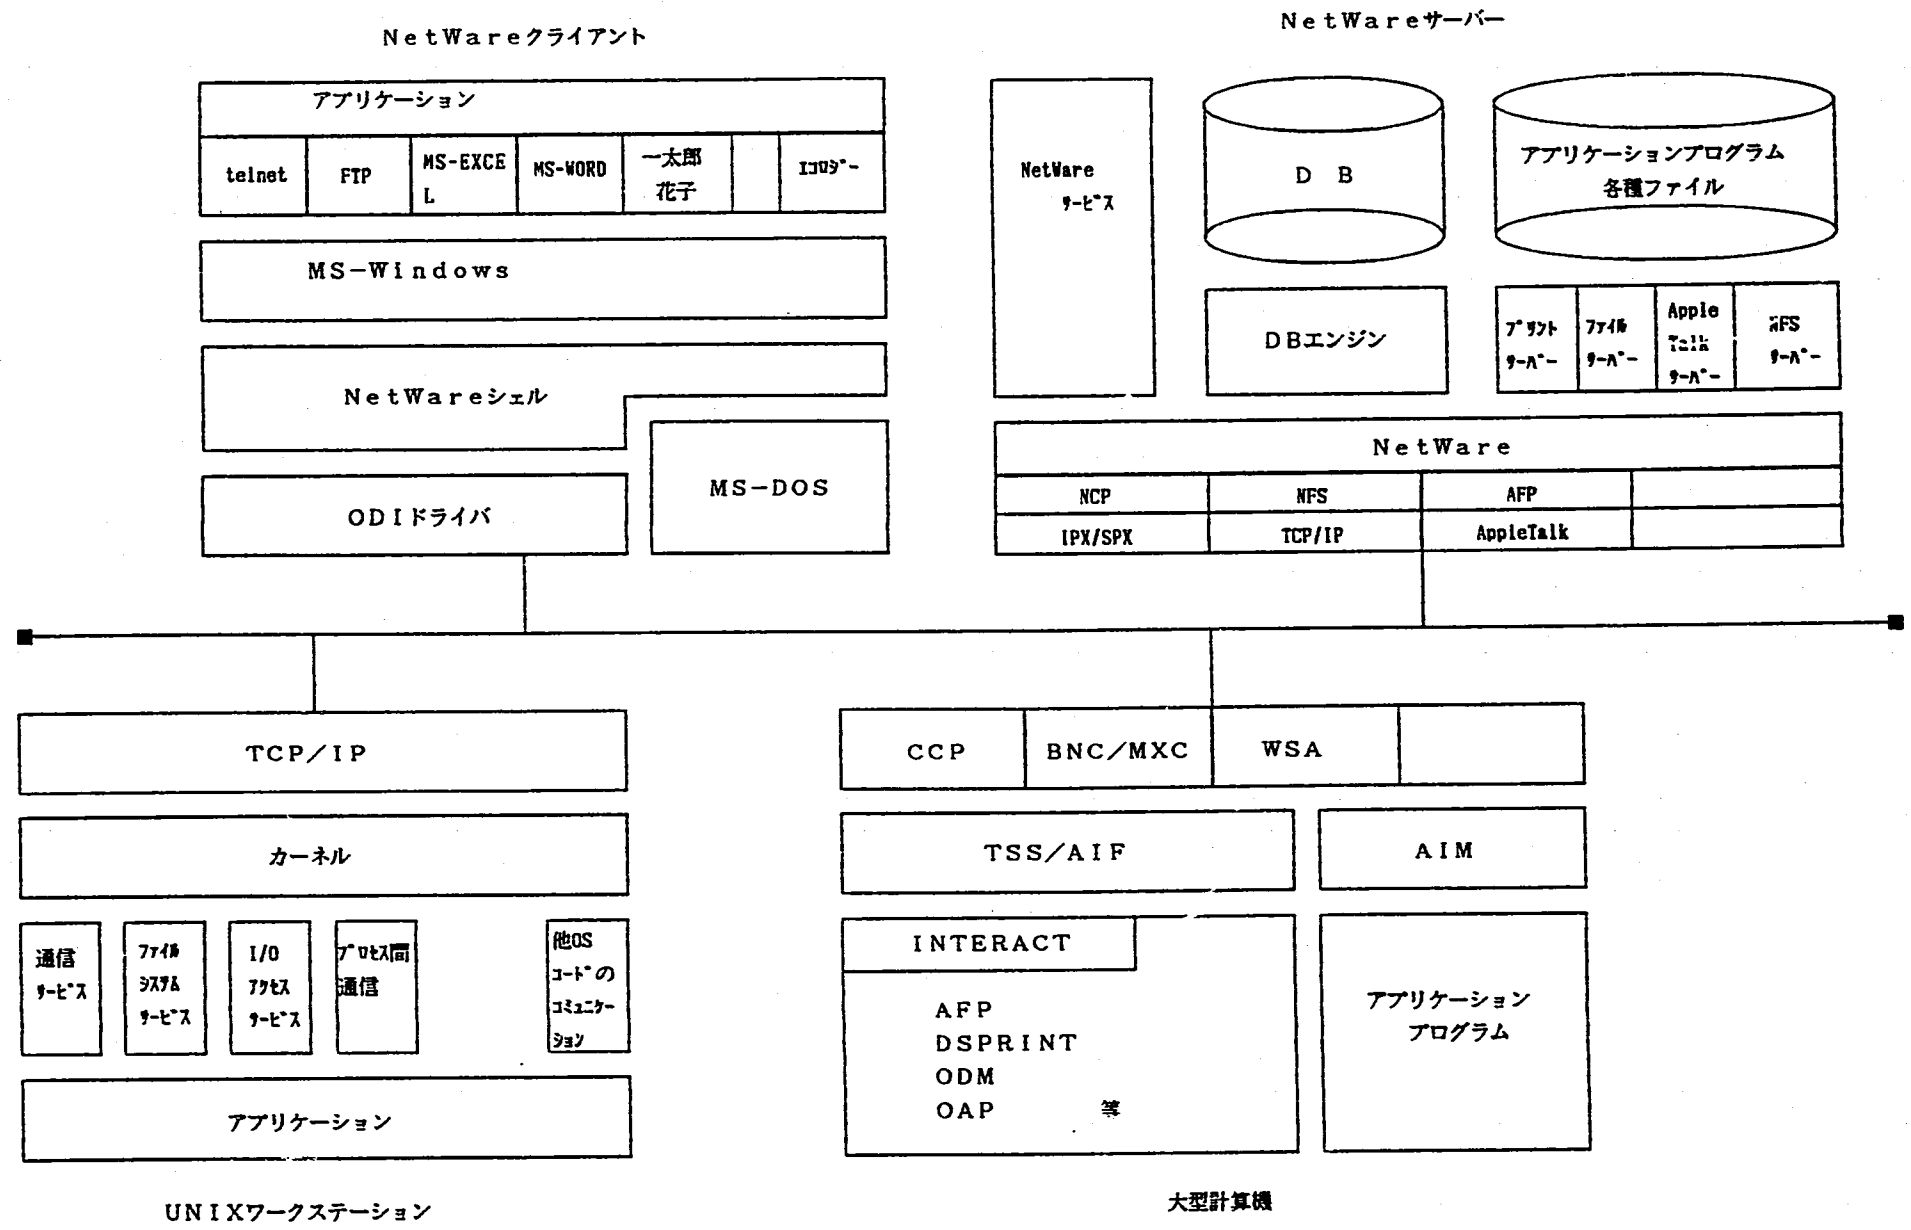 NetWareクライアント
アプリケーション
telnet
FTP
MS-EXCE
L
MS-WORD
一太郎
花子
エコロジー
MS-Windows
NetWareシェル
ODIドライバ
MS-DOS
NetWareサーバー
NetWare
サービス
DB
アプリケーションプログラム
各種ファイル
DBエンジン
プリント
サーバー
ファイル
サーバー
Apple
Talk
サーバー
NFS
サーバー
NetWare
NCP
NFS
AFP
IPX/SPX
TCP/IP
AppleTalk
TCP/IP
カーネル
通信
サービス
ファイル
システム
サービス
I/O
アクセス
サービス
プロセス間
通信
他OS
コードの
コミュニケー
ション
アプリケーション
UNIXワークステーション
CCP
BNC/MXC
WSA
TSS/AIF
AIM
INTERACT
AFP
DSPRINT
ODM
OAP 等
アプリケーション
プログラム
大型計算機